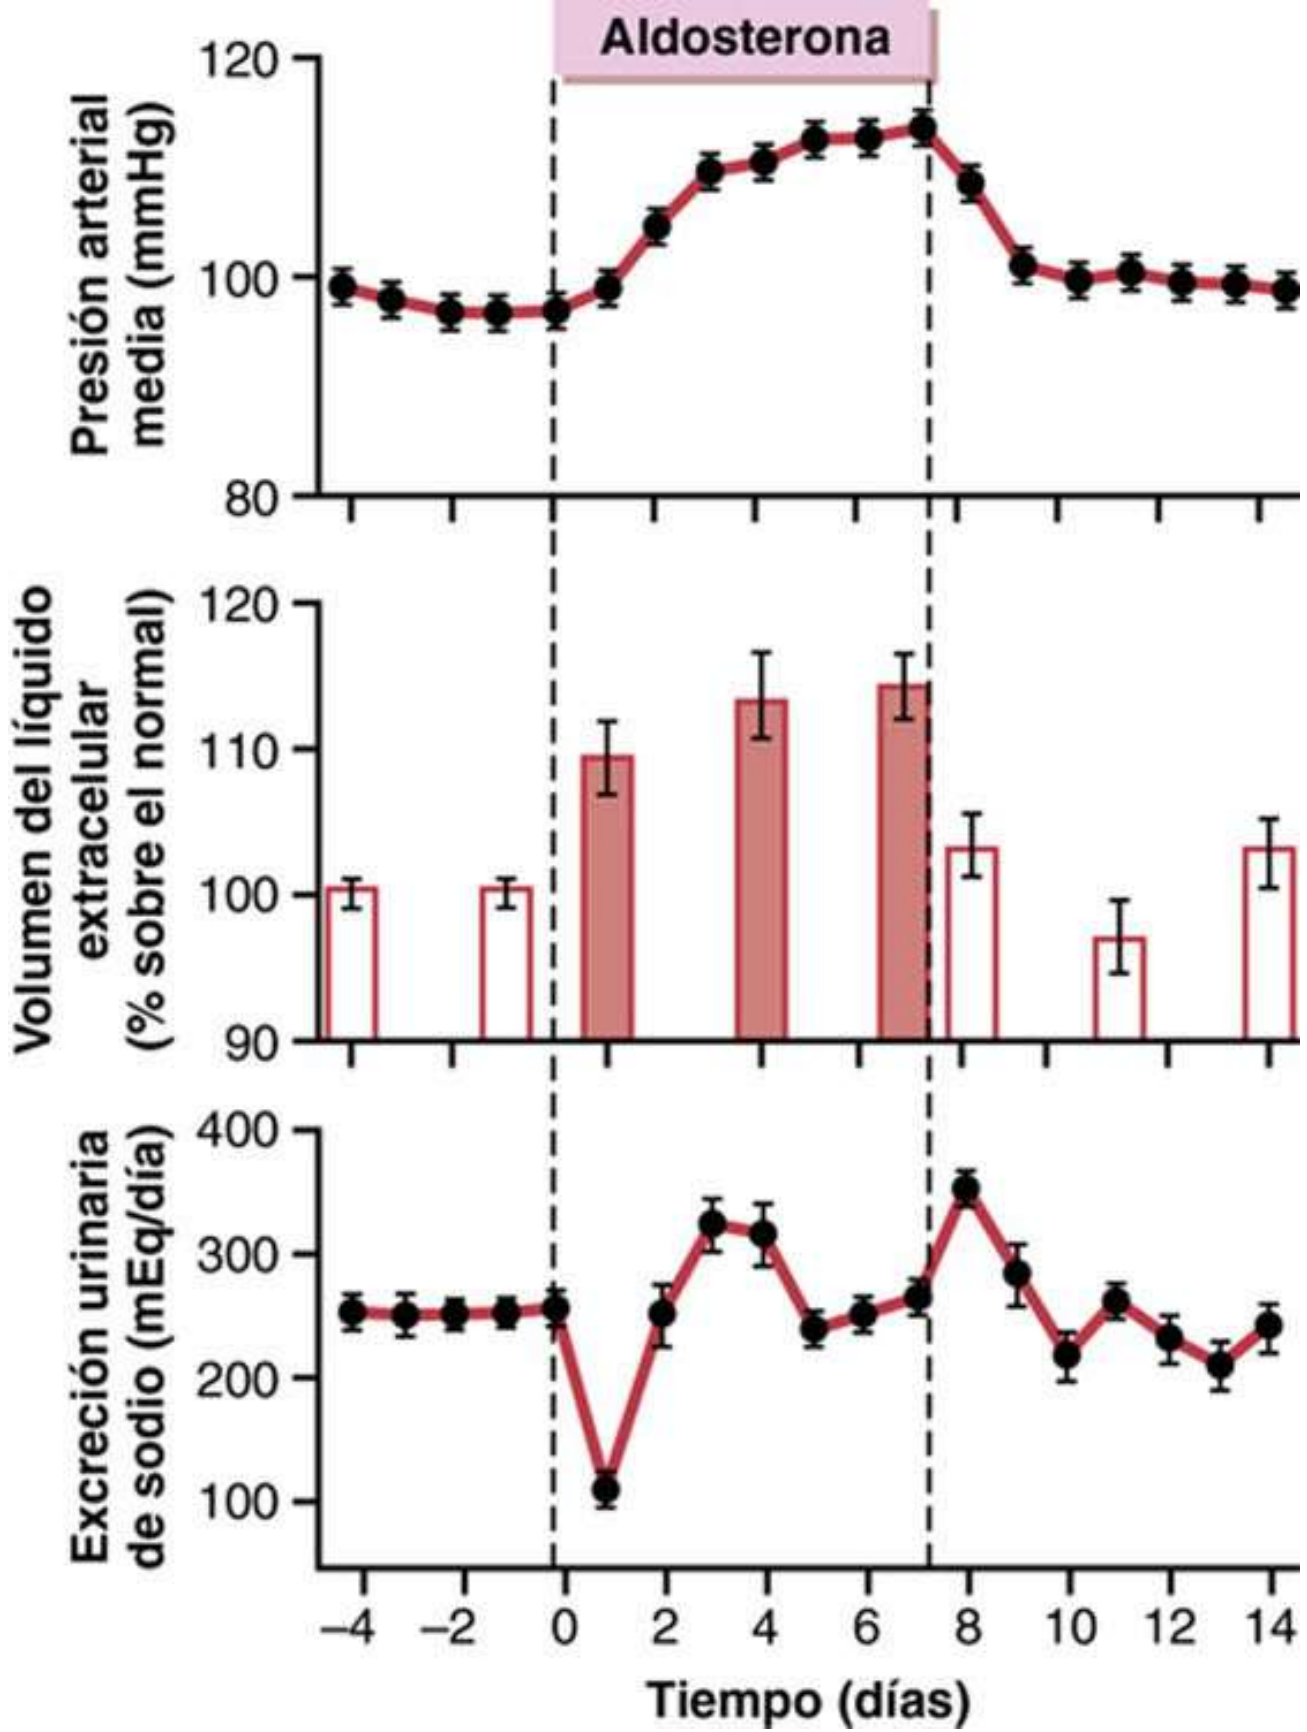 Aldosterona
Presión arterial
media (mmHg)
120
100
80
Volumen del líquido
extracelular
(% sobre el normal)
120
110
100
90
Excreción urinaria
de sodio (mEq/día)
400
300
200
100
–4 –2 0 2 4 6 8 10 12 14
Tiempo (días)